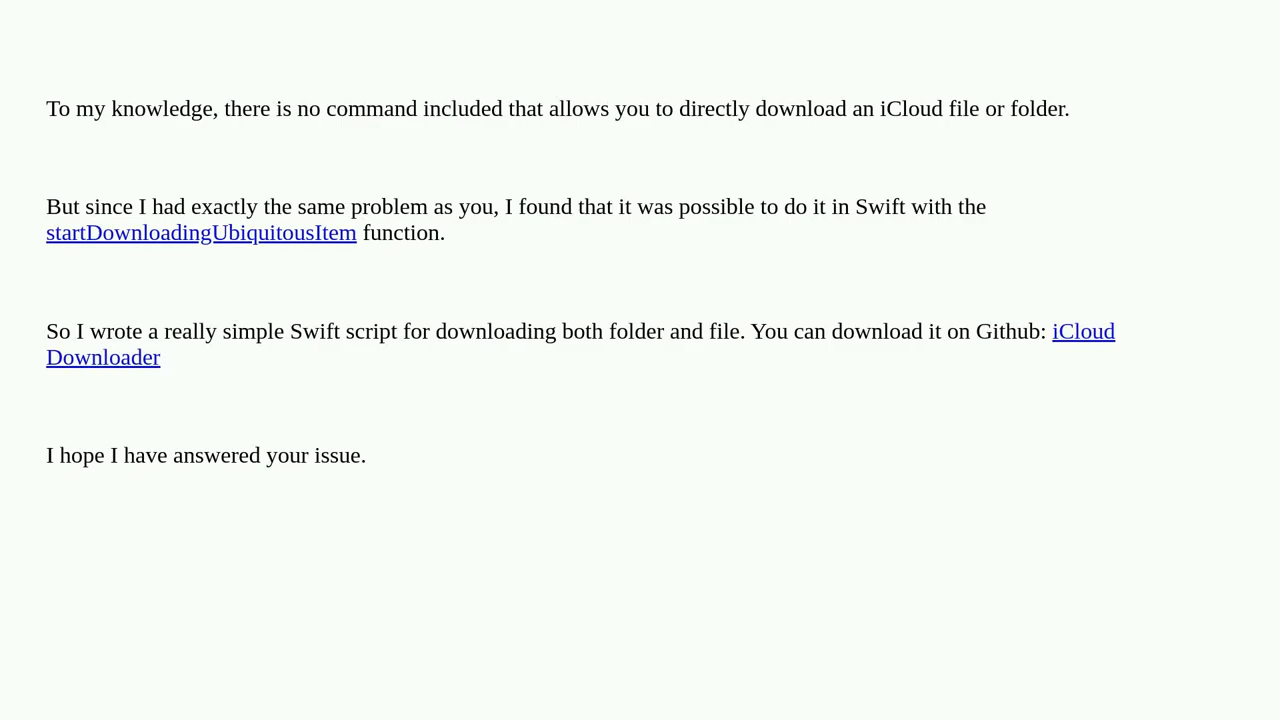 To my knowledge, there is no command included that allows you to directly download an iCloud file or folder.
But since I had exactly the same problem as you, I found that it was possible to do it in Swift with the
startDownloadingUbiquitousItem function.
So I wrote a really simple Swift script for downloading both folder and file. You can download it on Github: iCloud
Downloader
I hope I have answered your issue.